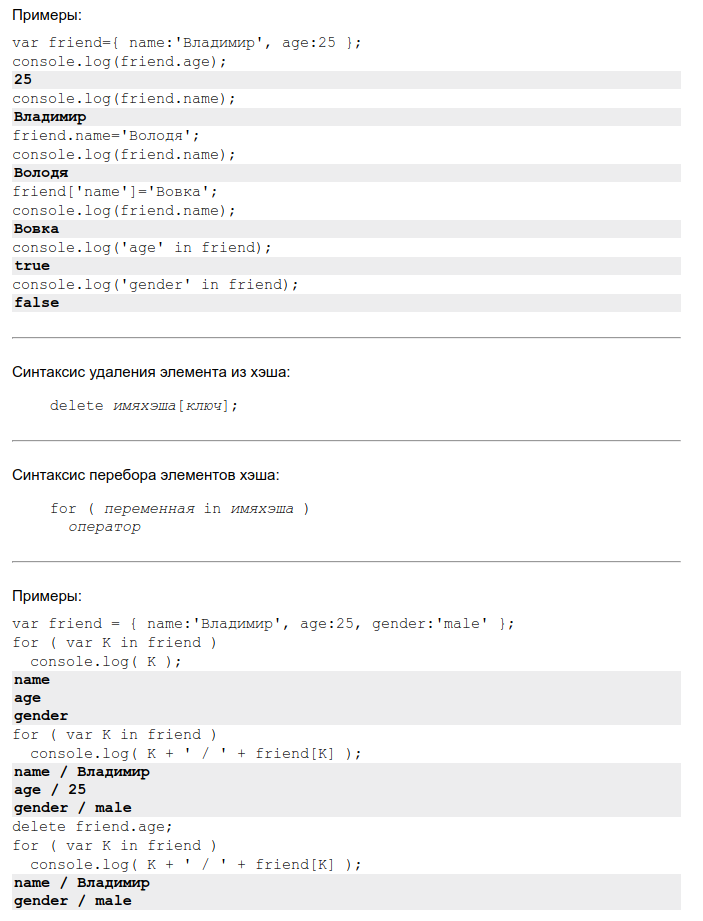 Примеры:
var friend={ name:'Владимир', age:25 };
console.log(friend.age);
25
console.log(friend.name);
Владимир
friend.name='Володя';
console.log(friend.name);
Володя
friend['name']='Вовка';
console.log(friend.name);
Вовка
console.log('age' in friend);
true
console.log('gender' in friend);
false
Синтаксис удаления элемента из хэша:
delete имяхэша[ключ];
Синтаксис перебора элементов хэша:
for ( переменная in имяхэша )
оператор
Примеры:
var friend = { name:'Владимир', age:25, gender:'male' };
for ( var K in friend )
console.log( K );
name
age
gender
for ( var K in friend )
console.log( K + ' / ' + friend[K] );
name / Владимир
age / 25
gender / male
delete friend.age;
for ( var K in friend )
console.log( K + ' / ' + friend[K] );
name / Владимир
gender / male